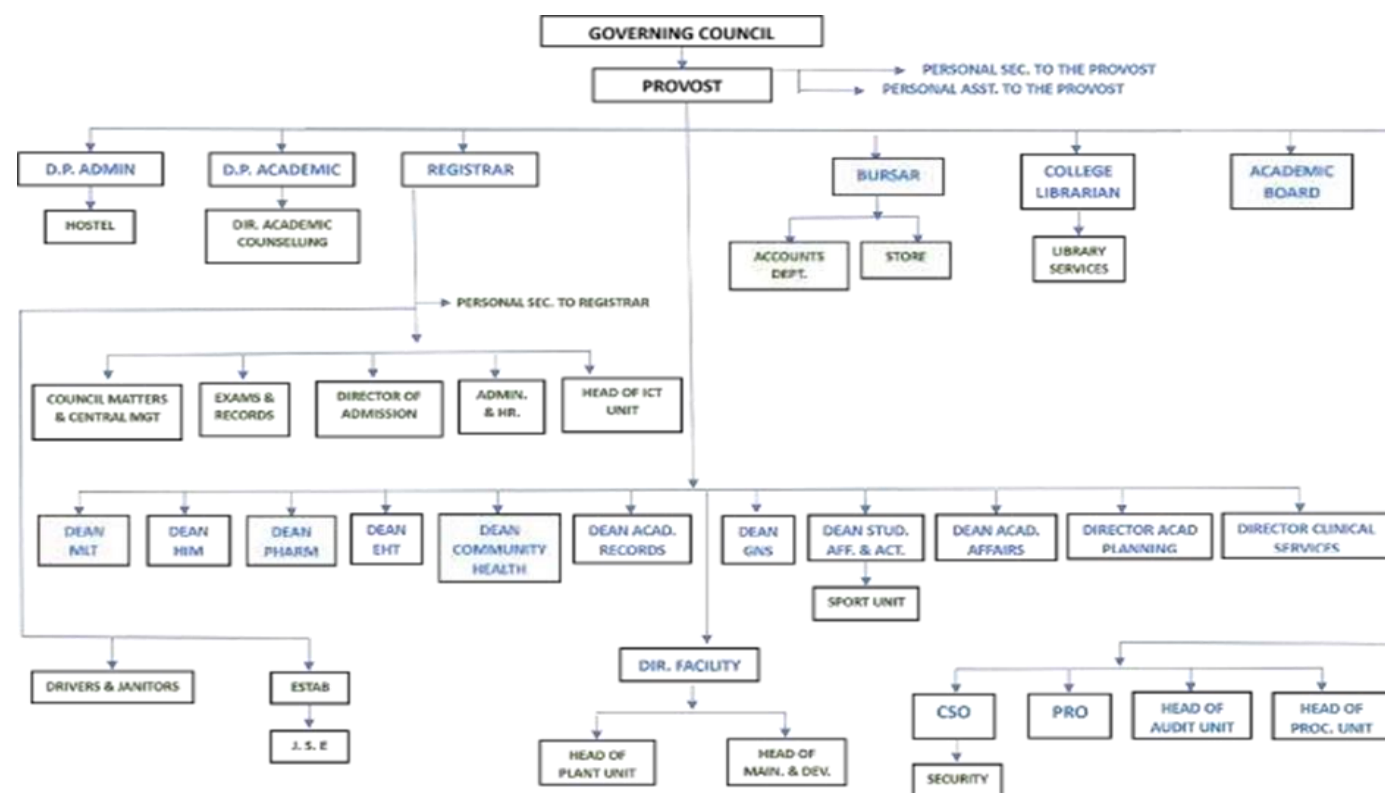 GOVERNING COUNCIL
PROVOST
PERSONAL SEC. TO THE PROVOST
PERSONAL ASST. TO THE PROVOST
D.P. ADMIN
D.P. ACADEMIC
REGISTRAR
BURSAR
COLLEGE
LIBRARIAN
ACADEMIC
BOARD
HOSTEL
DIR. ACADEMIC
COUNSELLING
ACCOUNTS
DEPT.
STORE
LIBRARY
SERVICES
PERSONAL SEC. TO REGISTRAR
COUNCIL MATTERS
& CENTRAL MGT
EXAMS &
RECORDS
DIRECTOR OF
ADMISSION
ADMIN.
& HR.
HEAD OF ICT
UNIT
DEAN
MLT
DEAN
HIM
DEAN
PHARM
DEAN
EHT
DEAN
COMMUNITY
HEALTH
DEAN ACAD.
RECORDS
DEAN
GNS
DEAN STUD.
AFF. & ACT.
DEAN ACAD.
AFFAIRS
DIRECTOR ACAD
PLANNING
DIRECTOR CLINICAL
SERVICES
SPORT UNIT
DRIVERS & JANITORS
ESTAB
J. S. E
DIR. FACILITY
HEAD OF
PLANT UNIT
HEAD OF
MAIN. & DEV.
CSO
PRO
HEAD OF
AUDIT UNIT
HEAD OF
PROC. UNIT
SECURITY